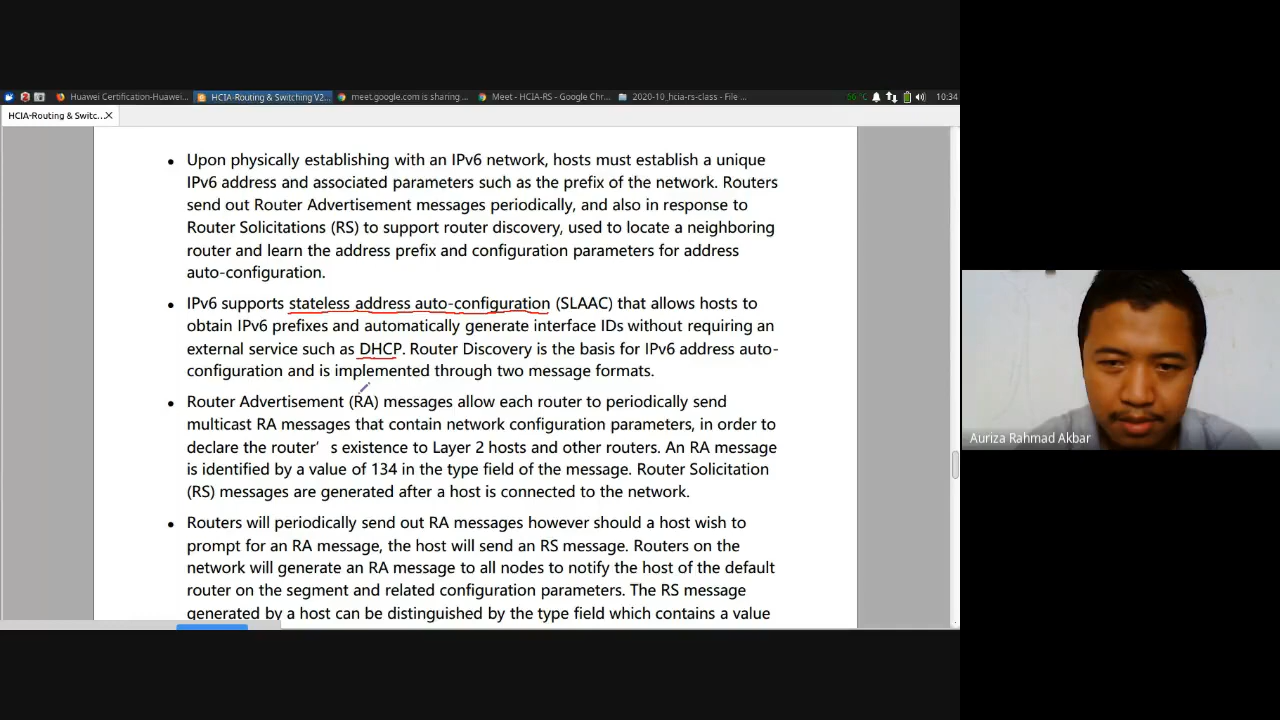 Huawei Certification-Huawei...
HCIA-Routing & Switching V2...
meet.google.com is sharing ...
Meet - HCIA-RS - Google Chr...
2020-10_hcia-rs-class - File ...
56°C
10:34
HCIA-Routing & Switc...
• Upon physically establishing with an IPv6 network, hosts must establish a unique
IPv6 address and associated parameters such as the prefix of the network. Routers
send out Router Advertisement messages periodically, and also in response to
Router Solicitations (RS) to support router discovery, used to locate a neighboring
router and learn the address prefix and configuration parameters for address
auto-configuration.
• IPv6 supports stateless address auto-configuration (SLAAC) that allows hosts to
obtain IPv6 prefixes and automatically generate interface IDs without requiring an
external service such as DHCP. Router Discovery is the basis for IPv6 address auto-
configuration and is implemented through two message formats.
• Router Advertisement (RA) messages allow each router to periodically send
multicast RA messages that contain network configuration parameters, in order to
declare the router’ s existence to Layer 2 hosts and other routers. An RA message
is identified by a value of 134 in the type field of the message. Router Solicitation
(RS) messages are generated after a host is connected to the network.
• Routers will periodically send out RA messages however should a host wish to
prompt for an RA message, the host will send an RS message. Routers on the
network will generate an RA message to all nodes to notify the host of the default
router on the segment and related configuration parameters. The RS message
generated by a host can be distinguished by the type field which contains a value
Auriza Rahmad Akbar